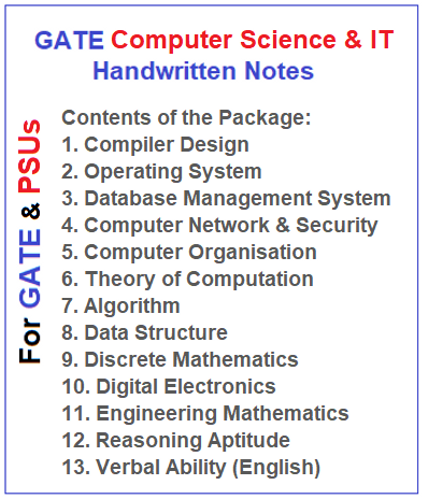 GATE Computer Science & IT
Handwritten Notes
For GATE & PSUs
Contents of the Package:
1. Compiler Design
2. Operating System
3. Database Management System
4. Computer Network & Security
5. Computer Organisation
6. Theory of Computation
7. Algorithm
8. Data Structure
9. Discrete Mathematics
10. Digital Electronics
11. Engineering Mathematics
12. Reasoning Aptitude
13. Verbal Ability (English)